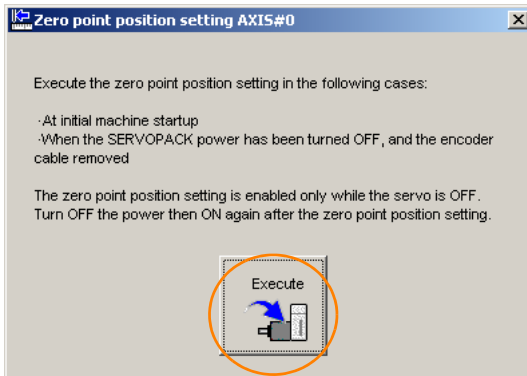 Zero point position setting AXIS#0
Execute the zero point position setting in the following cases:
·At initial machine startup
·When the SERVOPACK power has been turned OFF, and the encoder
cable removed
The zero point position setting is enabled only while the servo is OFF.
Turn OFF the power then ON again after the zero point position setting.
Execute